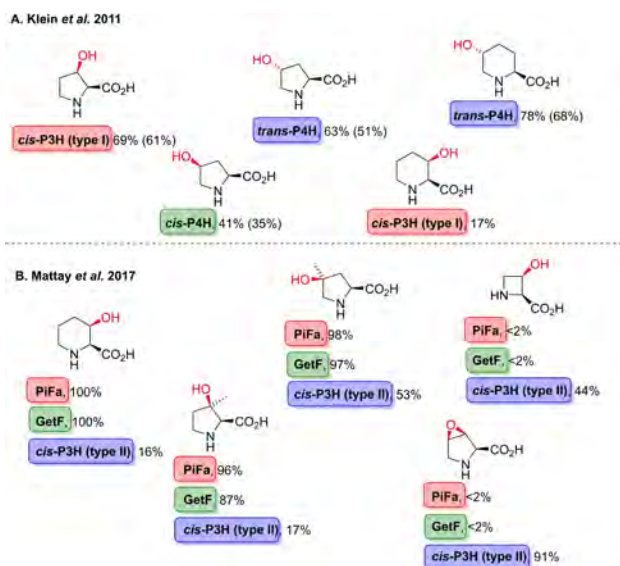 A. Klein et al. 2011
OH
CO₂H
N
H
cis-P3H (type I) 69% (61%)
HO
CO₂H
N
H
trans-P4H, 63% (51%)
HO
N
H
CO₂H
trans-P4H, 78% (68%)
HO
CO₂H
N
H
cis-P4H, 41% (35%)
OH
N
H
CO₂H
cis-P3H (type I) 17%
B. Mattay et al. 2017
OH
N
H
CO₂H
PiFa, 100%
GetF, 100%
cis-P3H (type II) 16%
HO
CO₂H
N
H
PiFa, 96%
GetF, 87%
cis-P3H (type II), 17%
HO
CO₂H
N
H
PiFa, 98%
GetF, 97%
cis-P3H (type II) 53%
OH
HN
CO₂H
PiFa, <2%
GetF, <2%
cis-P3H (type II), 44%
O
CO₂H
N
H
PiFa, <2%
GetF, <2%
cis-P3H (type II) 91%